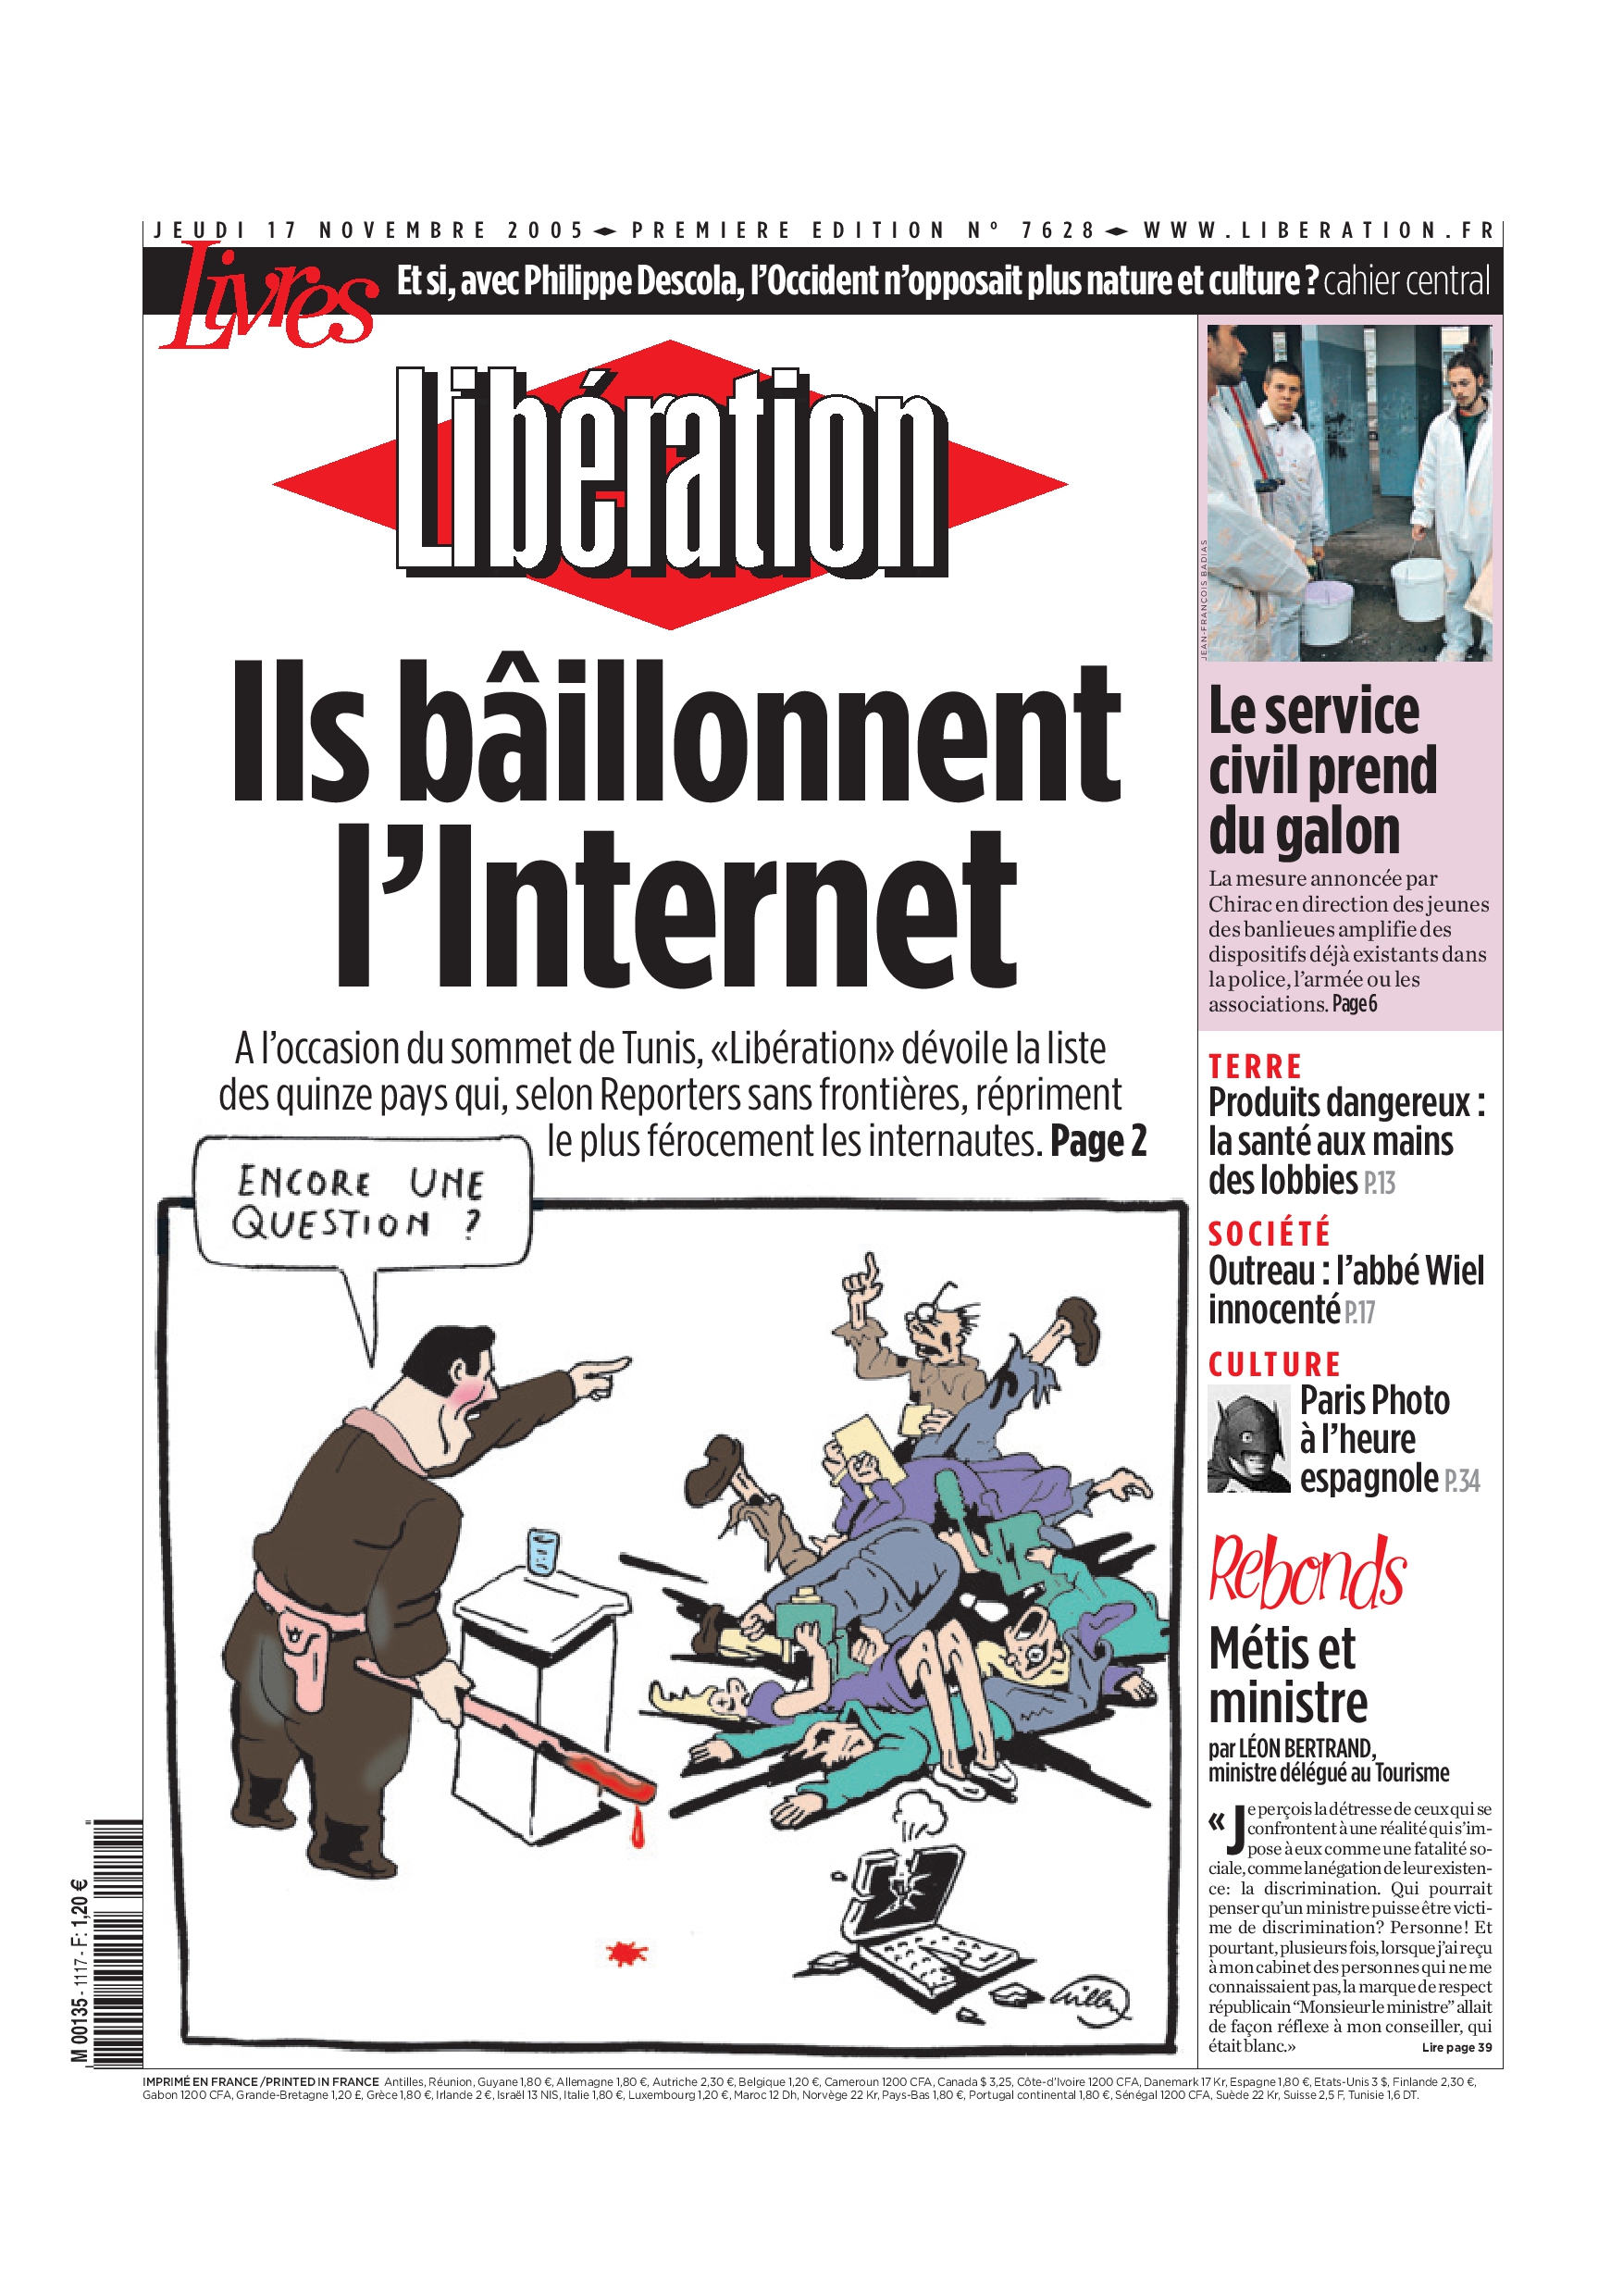 JEUDI 17 NOVEMBRE 2005 PREMIERE EDITION Nº 7628 WWW.LIBERATION.FR
Livres
Et si, avec Philippe Descola, l’Occident n’opposait plus nature et culture ? cahier central
Libération
Ils bâillonnent
l’Internet
A l’occasion du sommet de Tunis, «Libération» dévoile la liste
des quinze pays qui, selon Reporters sans frontières, répriment
le plus férocement les internautes. Page 2
ENCORE UNE
QUESTION ?
Willem
JEAN-FRANÇOIS BADIAS
Le service
civil prend
du galon
La mesure annoncée par
Chirac en direction des jeunes
des banlieues amplifie des
dispositifs déjà existants dans
la police, l’armée ou les
associations. Page 6
TERRE
Produits dangereux :
la santé aux mains
des lobbies P.13
SOCIÉTÉ
Outreau : l’abbé Wiel
innocenté P.17
CULTURE
Paris Photo
à l’heure
espagnole P.34
Rebonds
Métis et
ministre
par LÉON BERTRAND,
ministre délégué au Tourisme
«Je perçois la détresse de ceux qui se
confrontent à une réalité qui s’im-
pose à eux comme une fatalité so-
ciale, comme la négation de leur existen-
ce: la discrimination. Qui pourrait
penser qu’un ministre puisse être victi-
me de discrimination? Personne! Et
pourtant, plusieurs fois, lorsque j’ai reçu
à mon cabinet des personnes qui ne me
connaissaient pas, la marque de respect
républicain “Monsieur le ministre” allait
de façon réflexe à mon conseiller, qui
était blanc.» Lire page 39
M 00135 - 1117 - F: 1,20 €
IMPRIMÉ EN FRANCE /PRINTED IN FRANCE Antilles, Réunion, Guyane 1,80 €, Allemagne 1,80 €, Autriche 2,30 €, Belgique 1,20 €, Cameroun 1200 CFA, Canada $ 3,25, Côte-d’Ivoire 1200 CFA, Danemark 17 Kr, Espagne 1,80 €, Etats-Unis 3 $, Finlande 2,30 €,
Gabon 1200 CFA, Grande-Bretagne 1,20 £, Grèce 1,80 €, Irlande 2 €, Israël 13 NIS, Italie 1,80 €, Luxembourg 1,20 €, Maroc 12 Dh, Norvège 22 Kr, Pays-Bas 1,80 €, Portugal continental 1,80 €, Sénégal 1200 CFA, Suède 22 Kr, Suisse 2,5 F, Tunisie 1,6 DT.